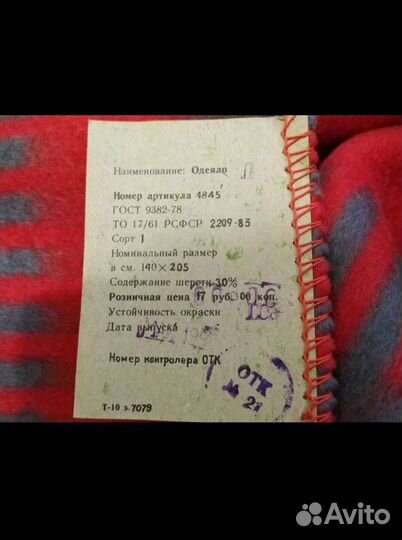 Наименование: Одеяло П
Номер артикула 4845
ГОСТ 9382-78
ТО 17/61 РСФСР 2209-83
Сорт 1
Номинальный размер
в см. 140×205
Содержание шерсти 30%
Розничная цена 17 руб. 00 коп.
Устойчивость окраски
Дата выпуска
Номер контролера ОТК
ОТК
№ 21
Т-10 з. 7079
Avito